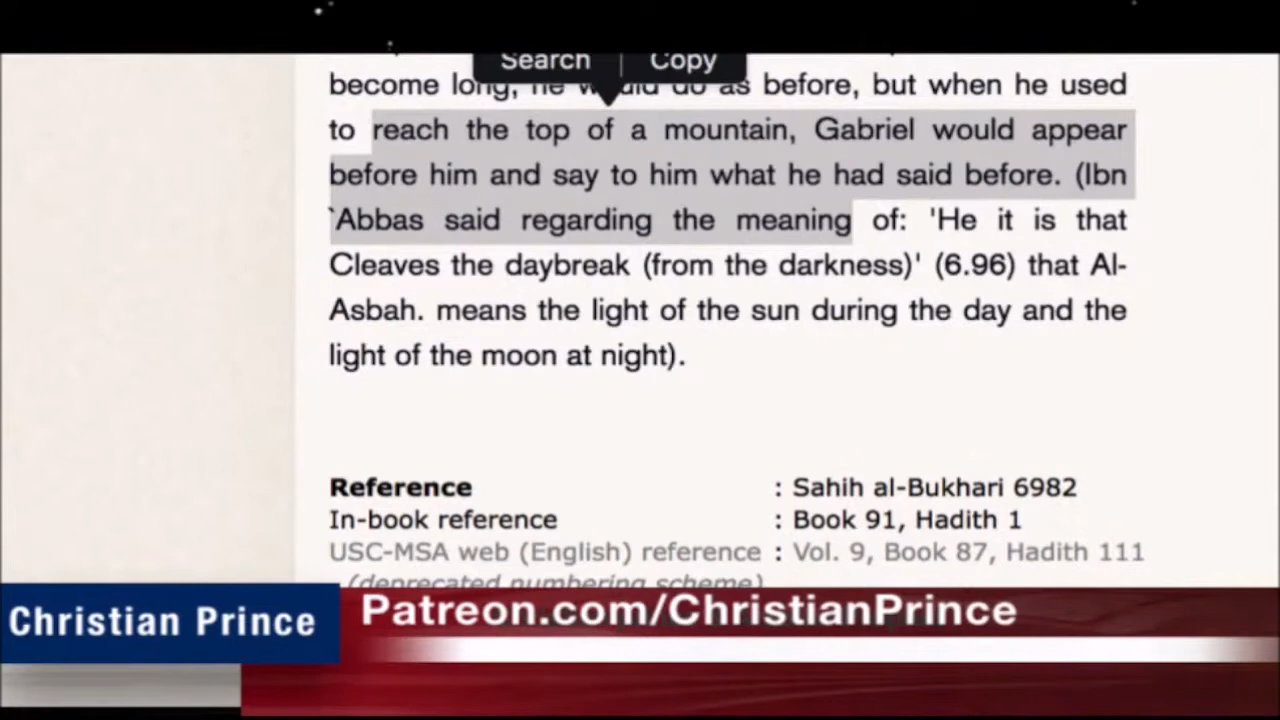 Search Copy
become long, he would do as before, but when he used
to reach the top of a mountain, Gabriel would appear
before him and say to him what he had said before. (Ibn
`Abbas said regarding the meaning of: 'He it is that
Cleaves the daybreak (from the darkness)' (6.96) that Al-
Asbah. means the light of the sun during the day and the
light of the moon at night).
Reference : Sahih al-Bukhari 6982
In-book reference : Book 91, Hadith 1
USC-MSA web (English) reference : Vol. 9, Book 87, Hadith 111
(deprecated numbering scheme)
Christian Prince
Patreon.com/ChristianPrince